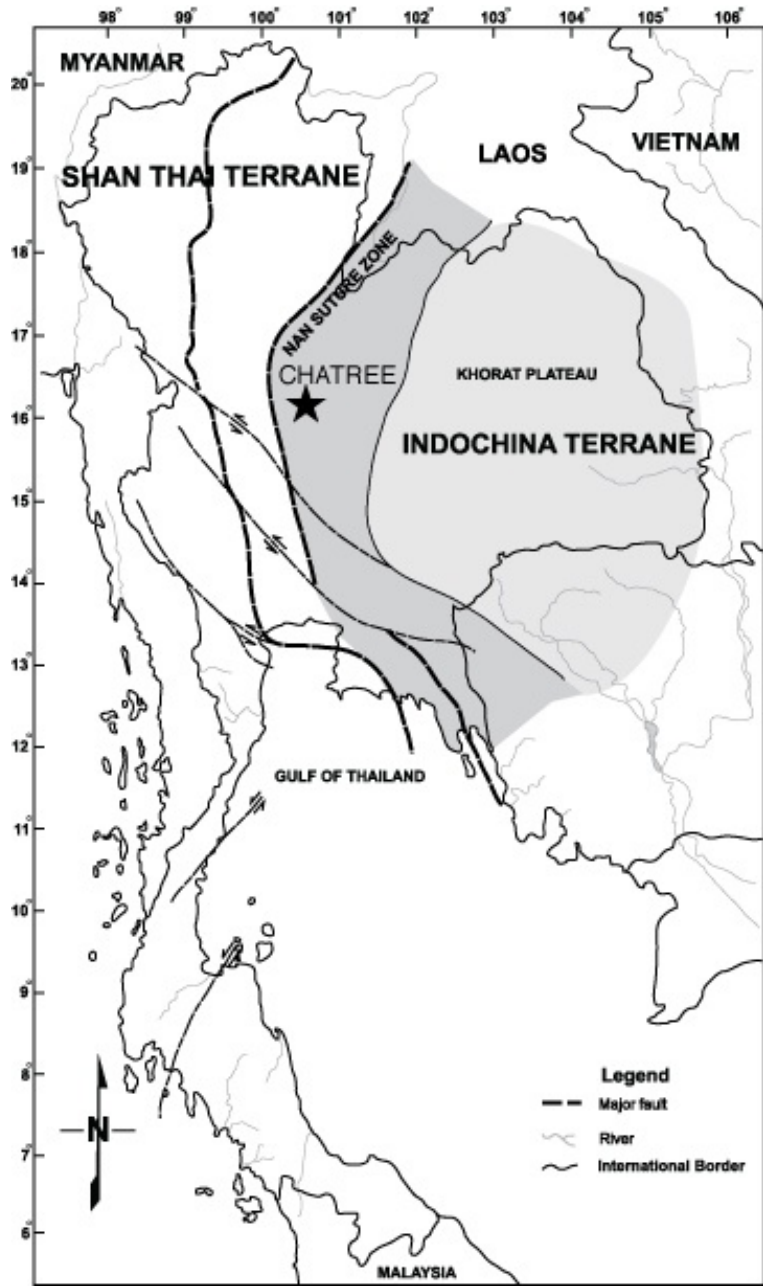 98° 99° 100° 101° 102° 103° 104° 105° 106°
MYANMAR
20°
VIETNAM
LAOS
19°
SHAN THAI TERRANE
18°
NAN SUTURE ZONE
17°
CHATREE
KHORAT PLATEAU
16°
INDOCHINA TERRANE
15°
14°
13°
12°
GULF OF THAILAND
11°
10°
9°
8°
Legend
Major fault
N
River
7°
International Border
6°
MALAYSIA